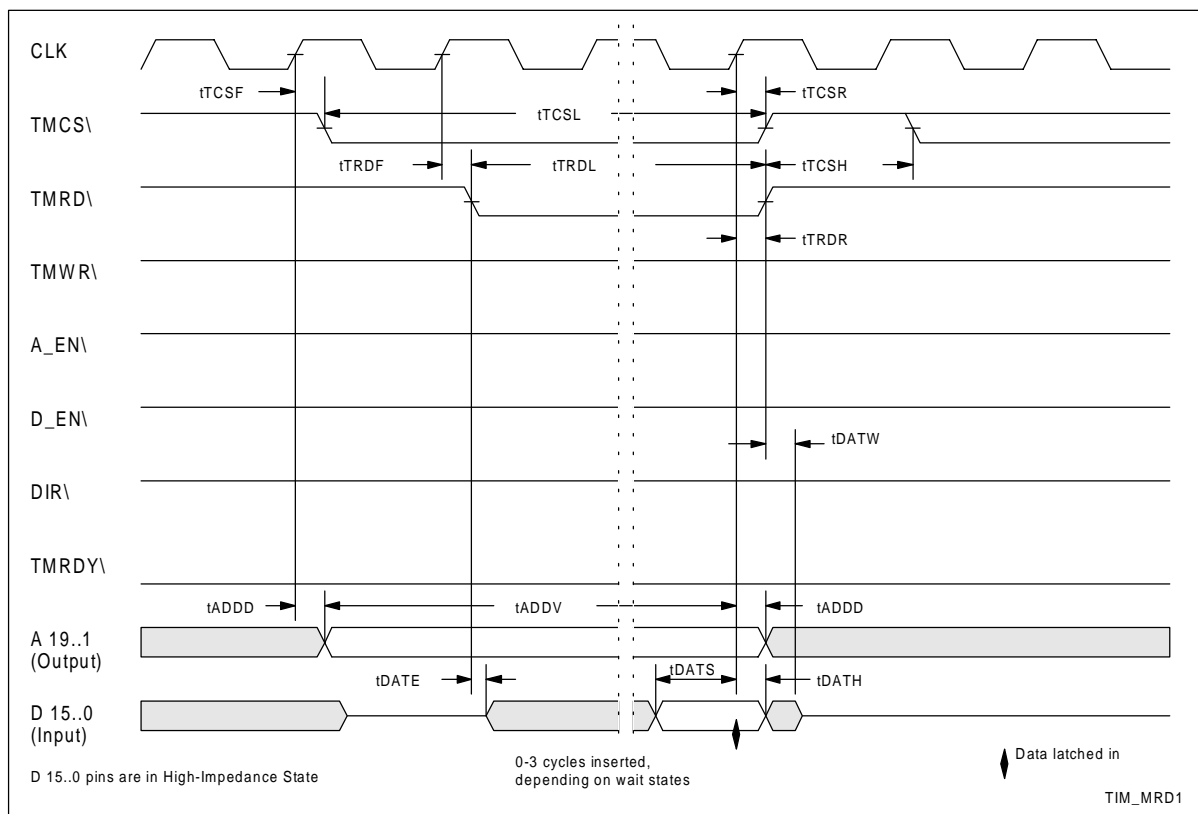 CLK
tTCSF
tTCSR
TMCS\
tTCSL
tTRDF
tTRDL
tTCSH
TMRD\
tTRDR
TMWR\
A_EN\
D_EN\
tDATW
DIR\
TMRDY\
tADDD
tADDV
tADDD
A 19..1
(Output)
tDATE
tDATS
tDATH
D 15..0
(Input)
D 15..0 pins are in High-Impedance State
0-3 cycles inserted,
depending on wait states
Data latched in
TIM_MRD1